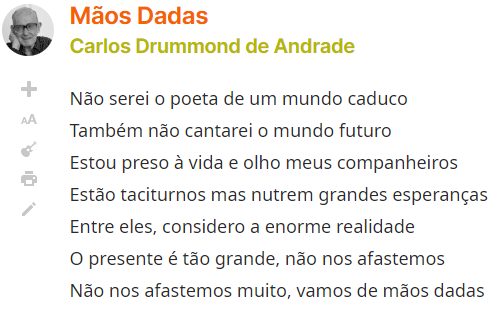 Mãos Dadas
Carlos Drummond de Andrade
Não serei o poeta de um mundo caduco
Também não cantarei o mundo futuro
Estou preso à vida e olho meus companheiros
Estão taciturnos mas nutrem grandes esperanças
Entre eles, considero a enorme realidade
O presente é tão grande, não nos afastemos
Não nos afastemos muito, vamos de mãos dadas
AA